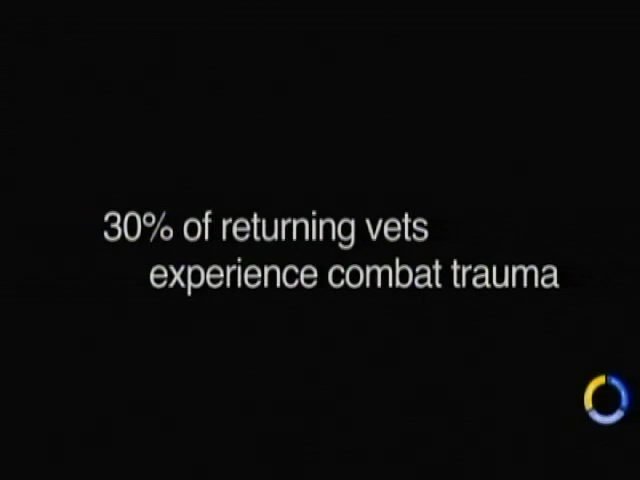 30% of returning vets
experience combat trauma